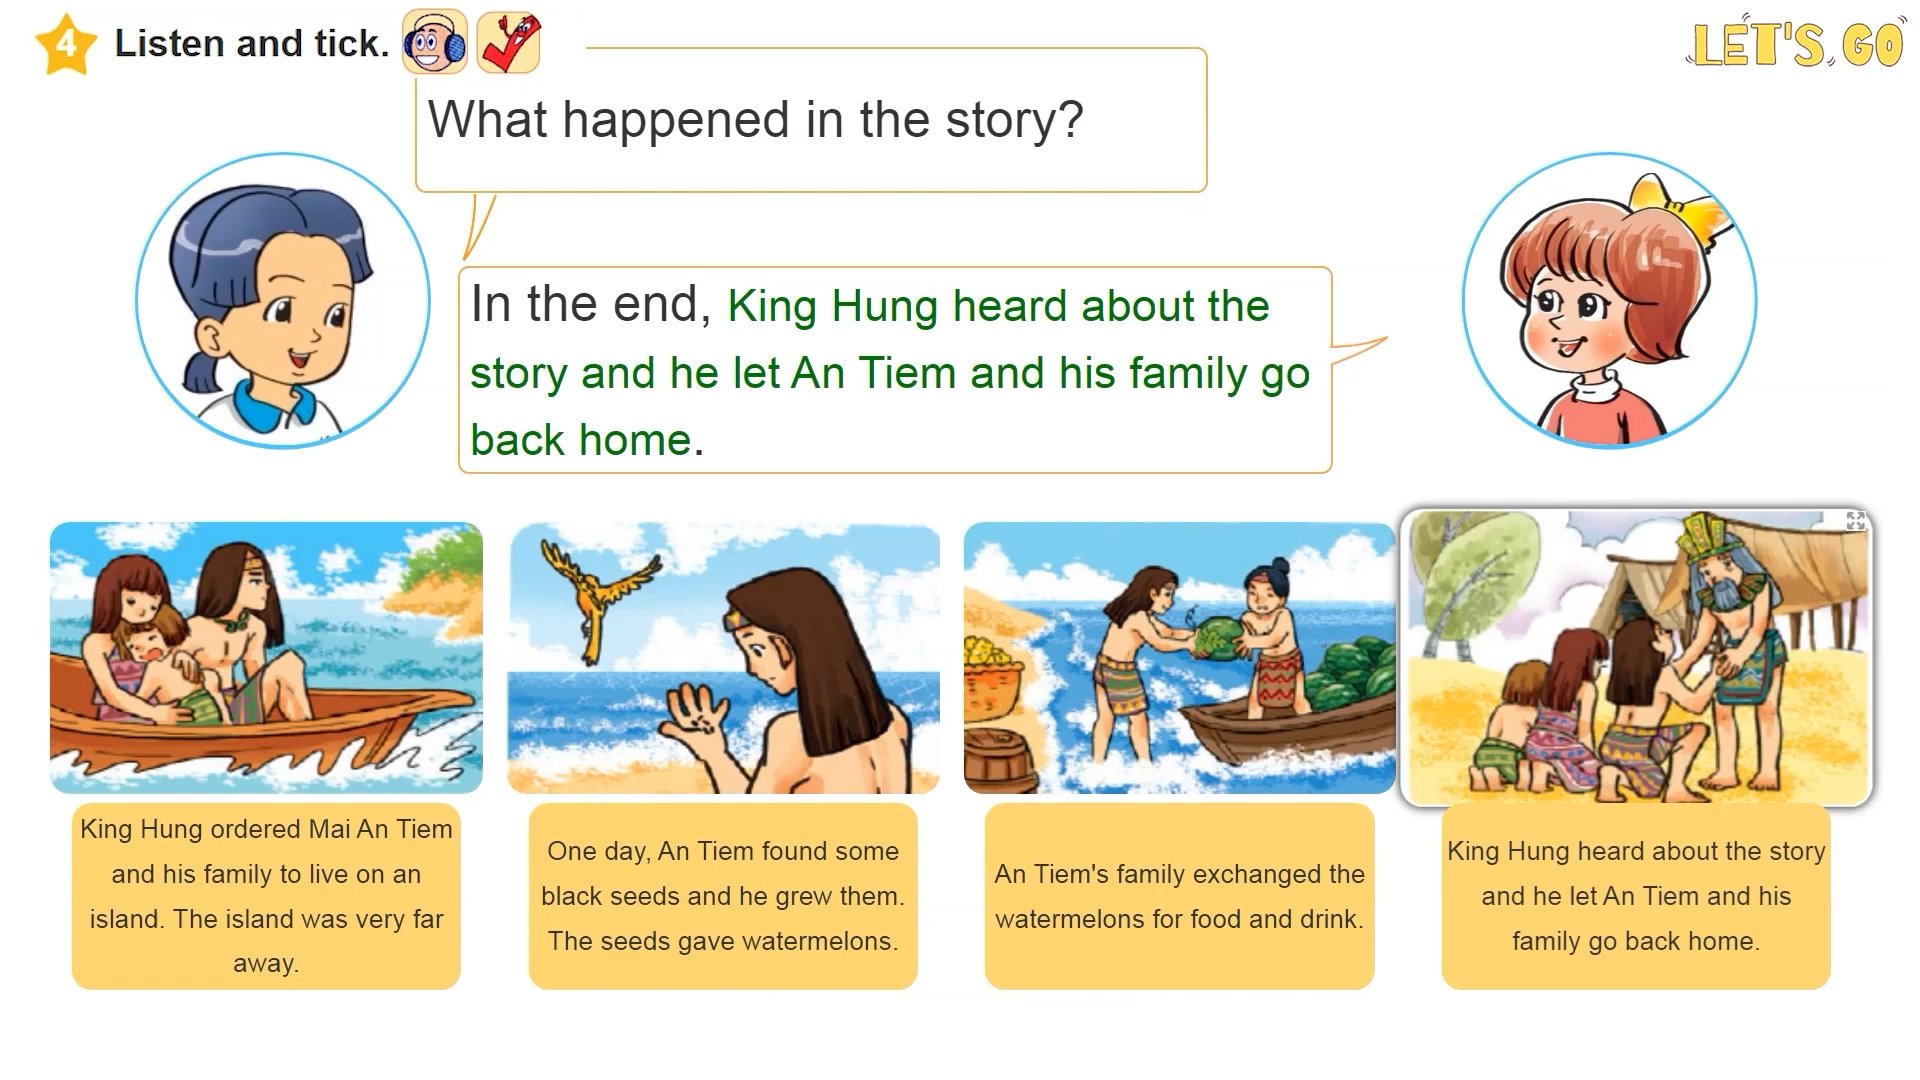 4 Listen and tick.
LET'S GO
What happened in the story?
In the end, King Hung heard about the
story and he let An Tiem and his family go
back home.
King Hung ordered Mai An Tiem
and his family to live on an
island. The island was very far
away.
One day, An Tiem found some
black seeds and he grew them.
The seeds gave watermelons.
An Tiem's family exchanged the
watermelons for food and drink.
King Hung heard about the story
and he let An Tiem and his
family go back home.